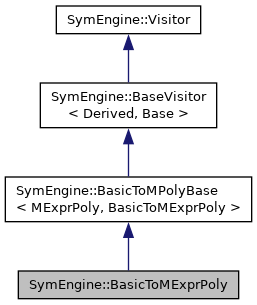 SymEngine::Visitor
SymEngine::BaseVisitor
< Derived, Base >
SymEngine::BasicToMPolyBase
< MExprPoly, BasicToMExprPoly >
SymEngine::BasicToMExprPoly